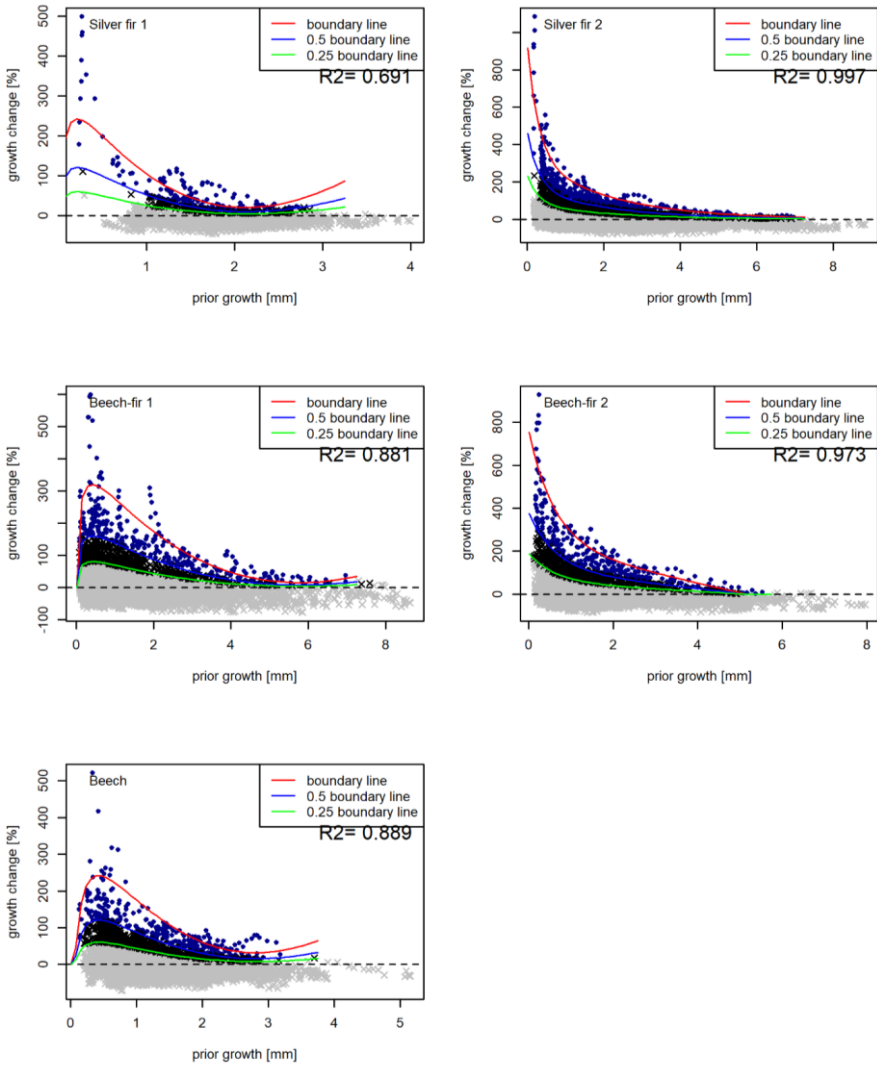 Silver fir 1
boundary line
0.5 boundary line
0.25 boundary line
R2= 0.691
growth change [%]
500
400
300
200
100
0
1
2
3
4
prior growth [mm]
Silver fir 2
boundary line
0.5 boundary line
0.25 boundary line
R2= 0.997
growth change [%]
800
600
400
200
0
0
2
4
6
8
prior growth [mm]
Beech-fir 1
boundary line
0.5 boundary line
0.25 boundary line
R2= 0.881
growth change [%]
500
300
100
0
-100
0
2
4
6
8
prior growth [mm]
Beech-fir 2
boundary line
0.5 boundary line
0.25 boundary line
R2= 0.973
growth change [%]
800
600
400
200
0
0
2
4
6
8
prior growth [mm]
Beech
boundary line
0.5 boundary line
0.25 boundary line
R2= 0.889
growth change [%]
500
400
300
200
100
0
0
1
2
3
4
5
prior growth [mm]